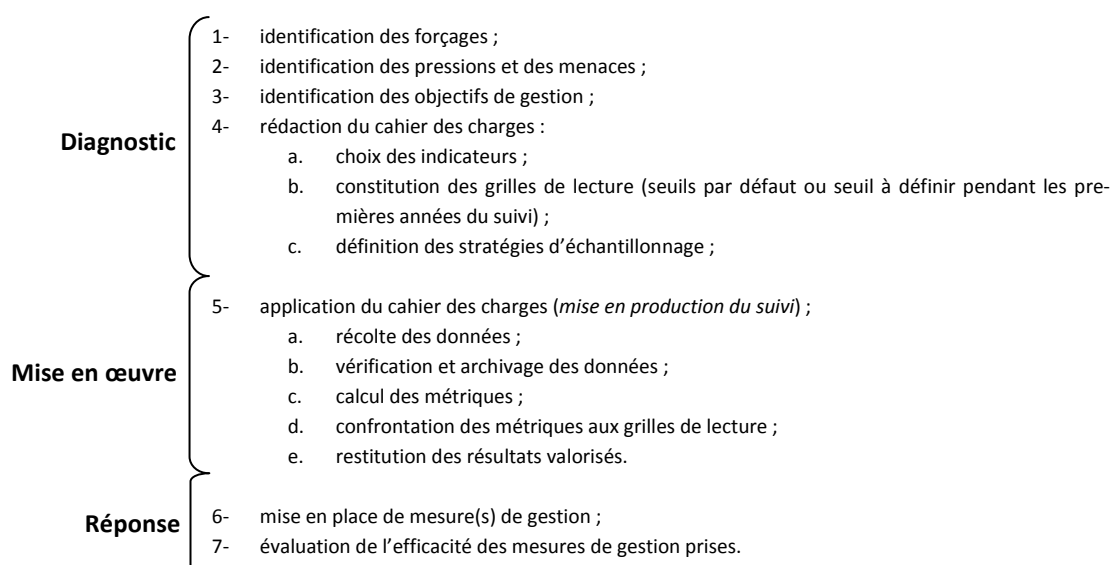 Diagnostic
1- identification des forçages ;
2- identification des pressions et des menaces ;
3- identification des objectifs de gestion ;
4- rédaction du cahier des charges :
a. choix des indicateurs ;
b. constitution des grilles de lecture (seuils par défaut ou seuil à définir pendant les pre-
mières années du suivi) ;
c. définition des stratégies d’échantillonnage ;
Mise en œuvre
5- application du cahier des charges (mise en production du suivi) ;
a. récolte des données ;
b. vérification et archivage des données ;
c. calcul des métriques ;
d. confrontation des métriques aux grilles de lecture ;
e. restitution des résultats valorisés.
Réponse
6- mise en place de mesure(s) de gestion ;
7- évaluation de l’efficacité des mesures de gestion prises.